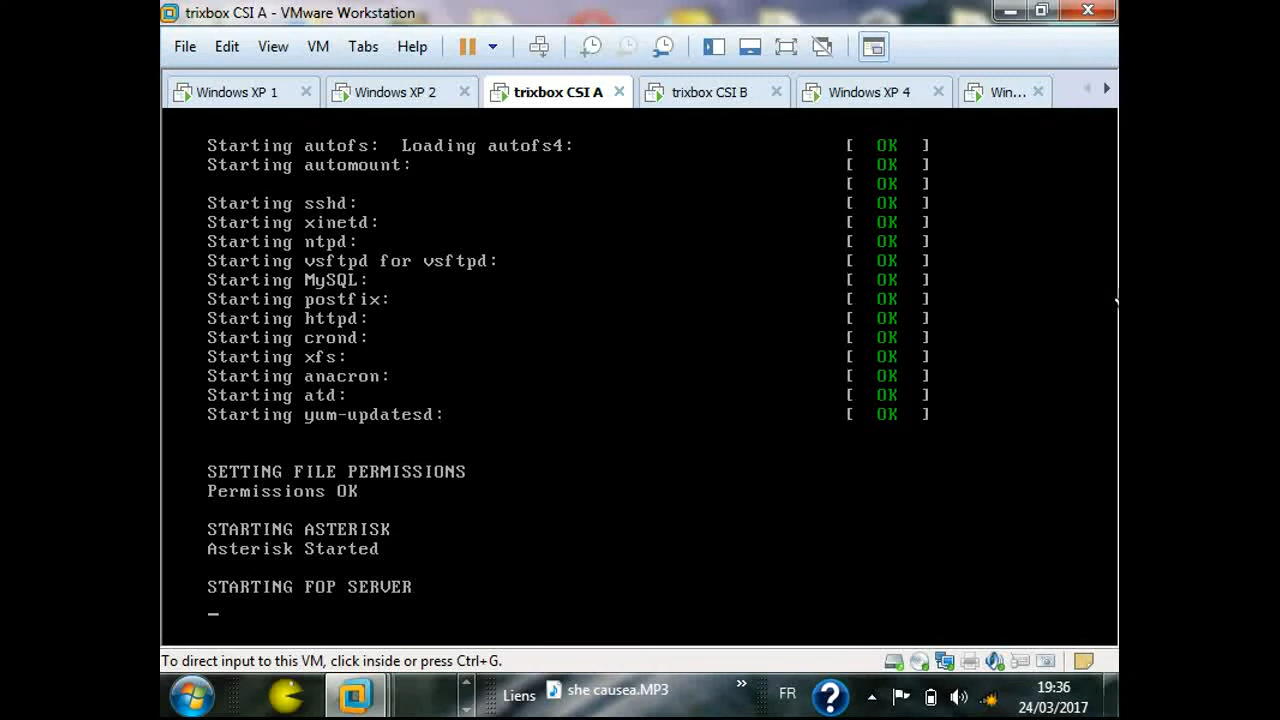 trixbox CSI A - VMware Workstation
File Edit View VM Tabs Help
Windows XP 1 Windows XP 2 trixbox CSI A trixbox CSI B Windows XP 4 Win...
Starting autofs: Loading autofs4: [ OK ]
Starting automount: [ OK ]
[ OK ]
Starting sshd: [ OK ]
Starting xinetd: [ OK ]
Starting ntpd: [ OK ]
Starting vsftpd for vsftpd: [ OK ]
Starting MySQL: [ OK ]
Starting postfix: [ OK ]
Starting httpd: [ OK ]
Starting crond: [ OK ]
Starting xfs: [ OK ]
Starting anacron: [ OK ]
Starting atd: [ OK ]
Starting yum-updatesd: [ OK ]
SETTING FILE PERMISSIONS
Permissions OK
STARTING ASTERISK
Asterisk Started
STARTING FOP SERVER
_
To direct input to this VM, click inside or press Ctrl+G.
Liens she causea.MP3 » FR 19:36
24/03/2017